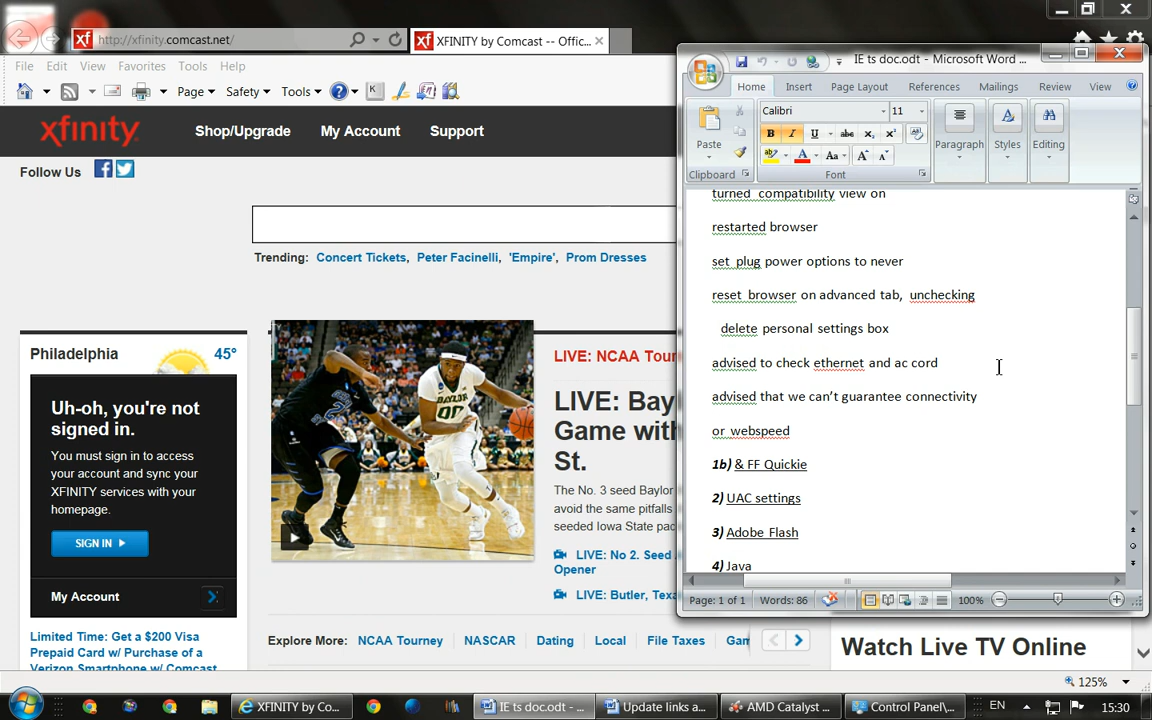 http://xfinity.comcast.net/
XFINITY by Comcast -- Offic...
File Edit View Favorites Tools Help
Page Safety Tools
xfinity
Shop/Upgrade My Account Support
Follow Us
Trending: Concert Tickets, Peter Facinelli, 'Empire', Prom Dresses
Philadelphia 45°
Uh-oh, you're not
signed in.
You must sign in to access
your account and sync your
XFINITY services with your
homepage.
SIGN IN
My Account
Limited Time: Get a $200 Visa
Prepaid Card w/ Purchase of a
Verizon Smartphone w/ Comcast
LIVE: NCAA Tour
LIVE: Bay
Game with
St.
The No. 3 seed Baylor
avoid the same pitfalls
seeded Iowa State pac
LIVE: No 2. Seed
Opener
LIVE: Butler, Texa
Explore More: NCAA Tourney NASCAR Dating Local File Taxes Gam
Watch Live TV Online
125%
IE ts doc.odt - Microsoft Word ...
Home Insert Page Layout References Mailings Review View
Calibri 11
Paste
Paragraph Styles Editing
Clipboard Font
turned compatibility view on
restarted browser
set plug power options to never
reset browser on advanced tab, unchecking
delete personal settings box
advised to check ethernet and ac cord
advised that we can't guarantee connectivity
or webspeed
1b) & FF Quickie
2) UAC settings
3) Adobe Flash
4) Java
Page: 1 of 1 Words: 86 100%
XFINITY by Co... IE ts doc.odt - ... Update links a... AMD Catalyst ... Control Panel\... EN 15:30